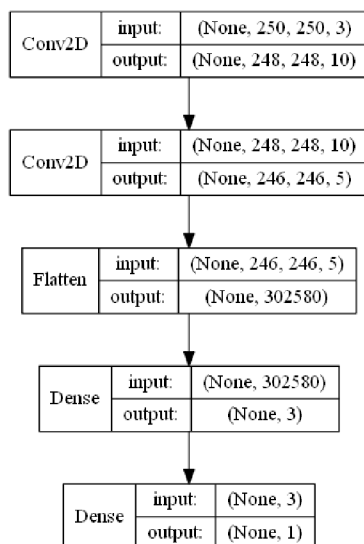 Conv2D
input: (None, 250, 250, 3)
output: (None, 248, 248, 10)
Conv2D
input: (None, 248, 248, 10)
output: (None, 246, 246, 5)
Flatten
input: (None, 246, 246, 5)
output: (None, 302580)
Dense
input: (None, 302580)
output: (None, 3)
Dense
input: (None, 3)
output: (None, 1)